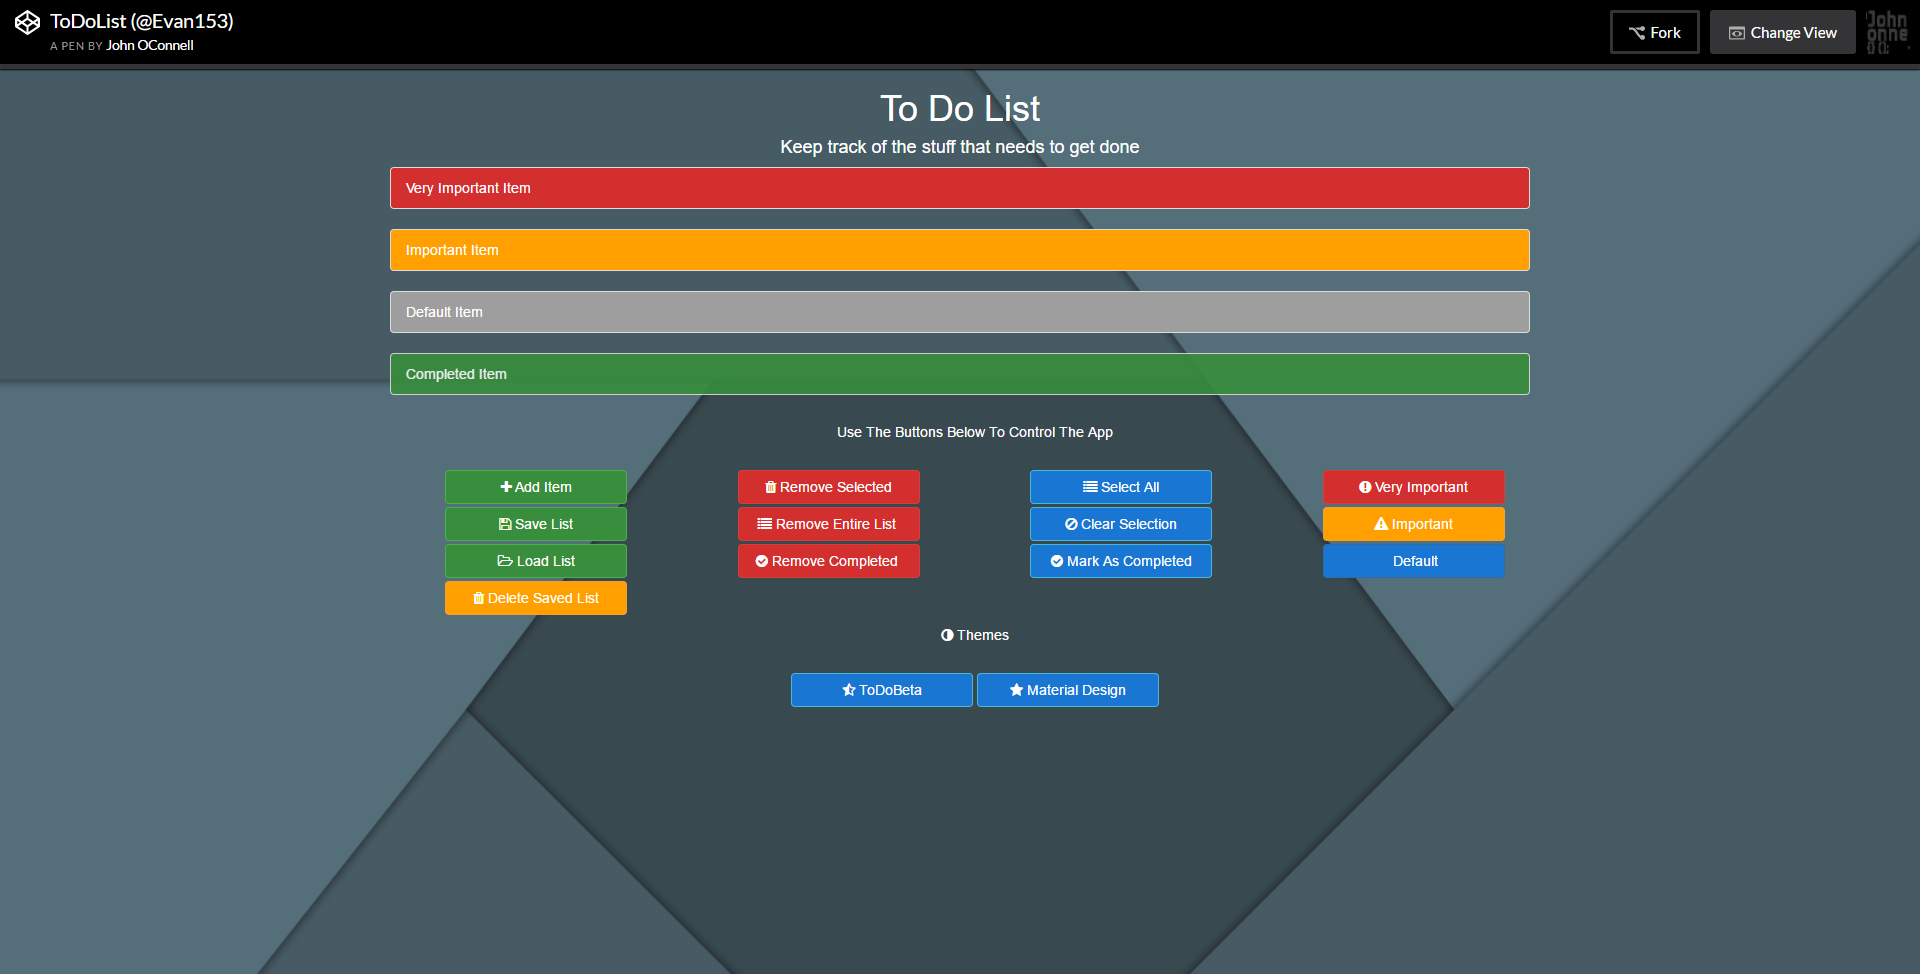 ToDoList (@Evan153)
A PEN BY John OConnell
Fork
Change View
To Do List
Keep track of the stuff that needs to get done
Very Important Item
Important Item
Default Item
Completed Item
Use The Buttons Below To Control The App
Add Item
Remove Selected
Select All
Very Important
Save List
Remove Entire List
Clear Selection
Important
Load List
Remove Completed
Mark As Completed
Default
Delete Saved List
Themes
ToDoBeta
Material Design